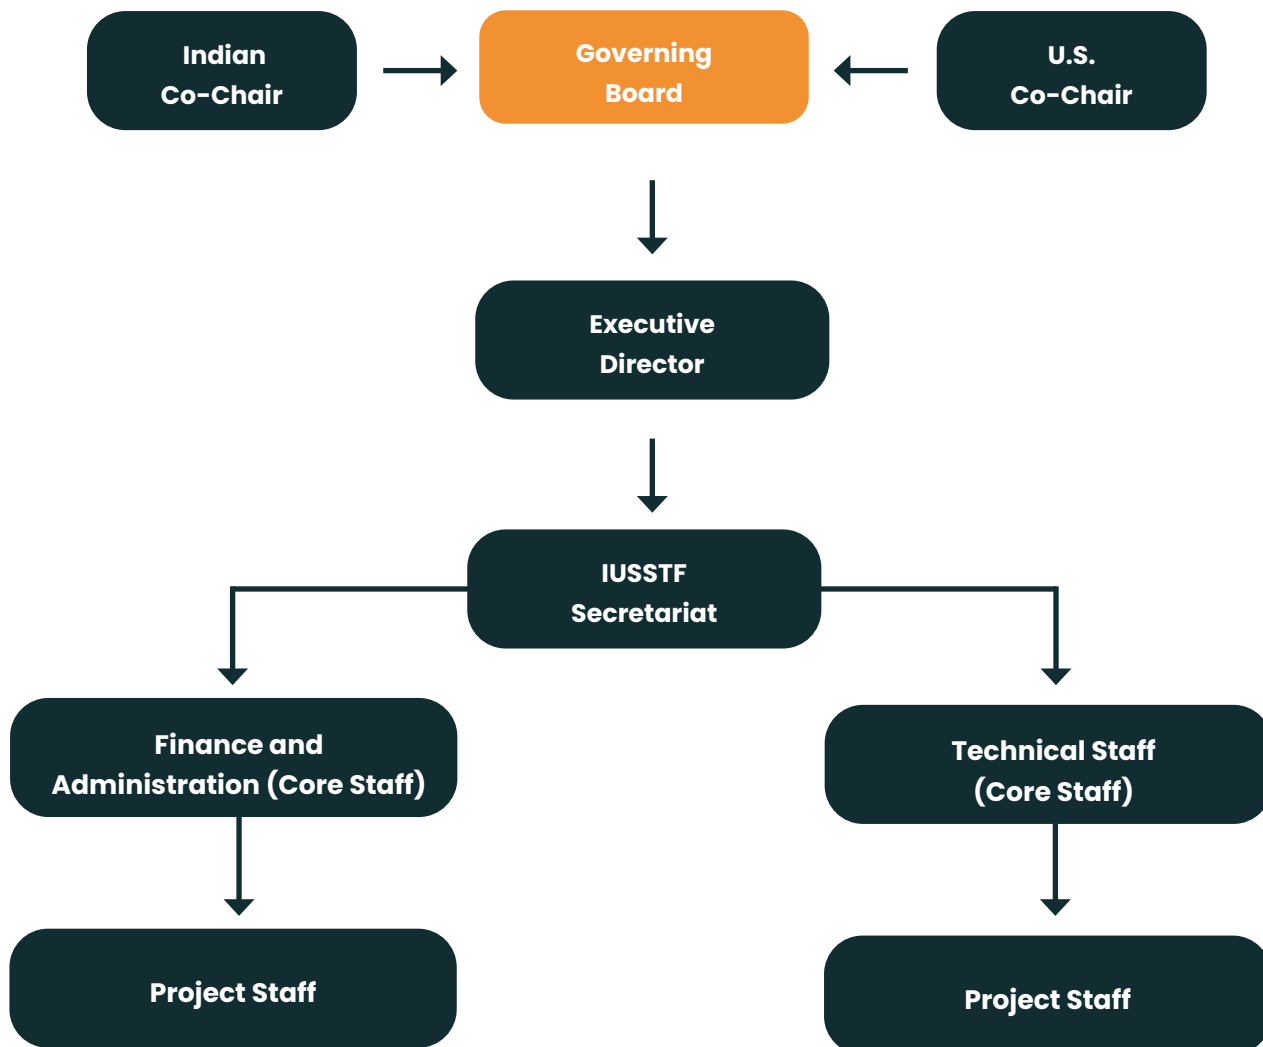 Indian
Co-Chair
Governing
Board
U.S.
Co-Chair
Executive
Director
IUSSTF
Secretariat
Finance and
Administration (Core Staff)
Technical Staff
(Core Staff)
Project Staff
Project Staff